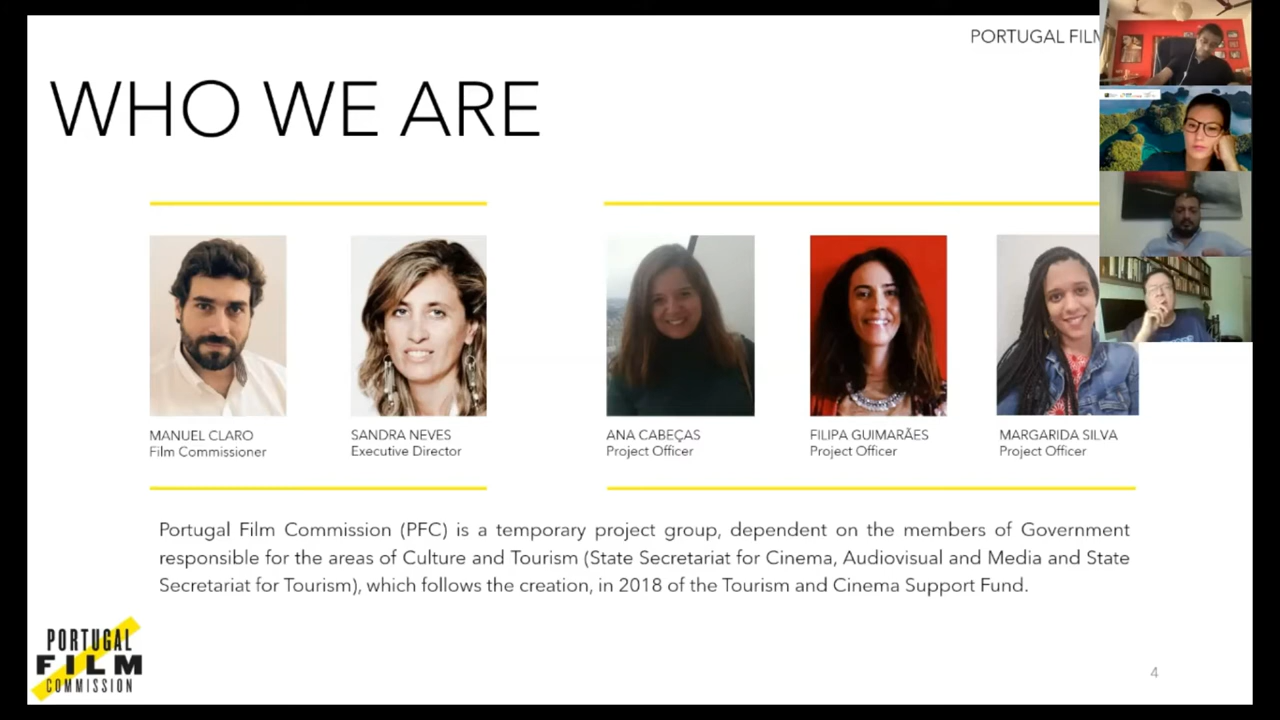 PORTUGAL FILM
WHO WE ARE
MANUEL CLARO
Film Commissioner
SANDRA NEVES
Executive Director
ANA CABEÇAS
Project Officer
FILIPA GUIMARÃES
Project Officer
MARGARIDA SILVA
Project Officer
Portugal Film Commission (PFC) is a temporary project group, dependent on the members of Government
responsible for the areas of Culture and Tourism (State Secretariat for Cinema, Audiovisual and Media and State
Secretariat for Tourism), which follows the creation, in 2018 of the Tourism and Cinema Support Fund.
PORTUGAL
FILM
COMMISSION
4